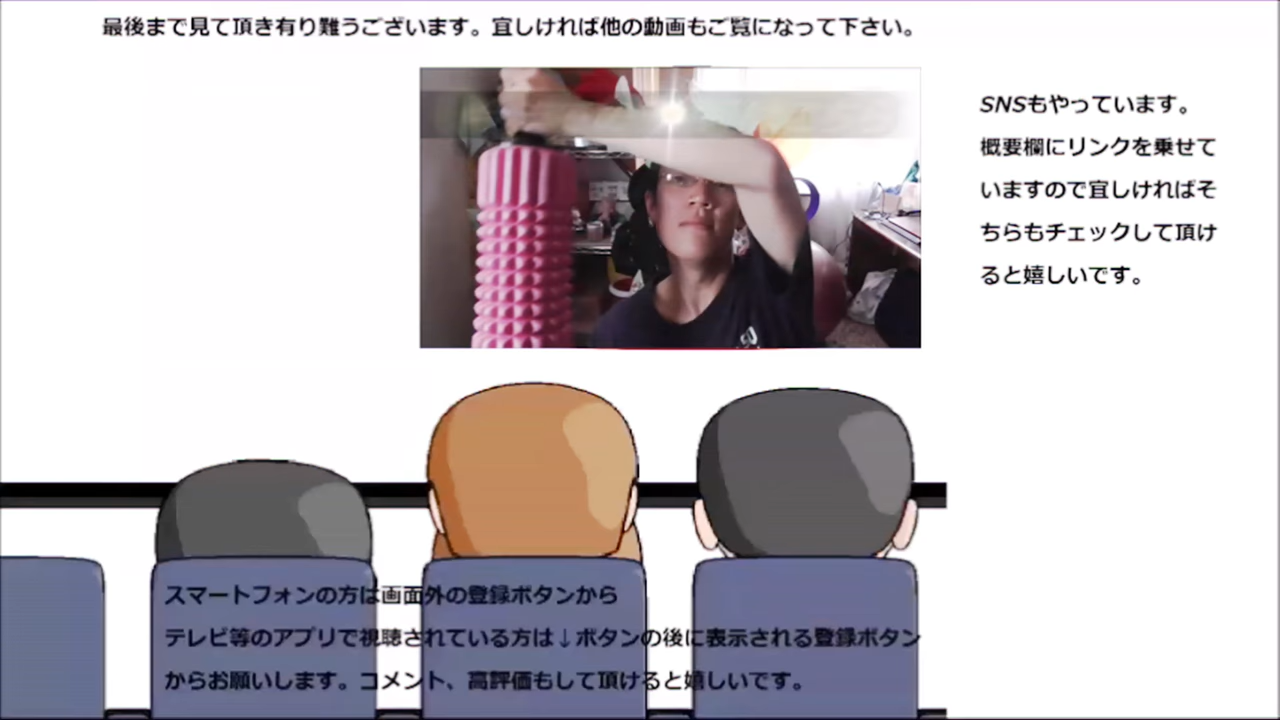 最後まで見て頂き有り難うございます。宜しければ他の動画もご覧になって下さい。
SNSもやっています。
概要欄にリンクを乗せて
いますので宜しければそ
ちらもチェックして頂け
ると嬉しいです。
スマートフォンの方は画面外の登録ボタンから
テレビ等のアプリで視聴されている方は↓ボタンの後に表示される登録ボタン
からお願いします。コメント、高評価もして頂けると嬉しいです。